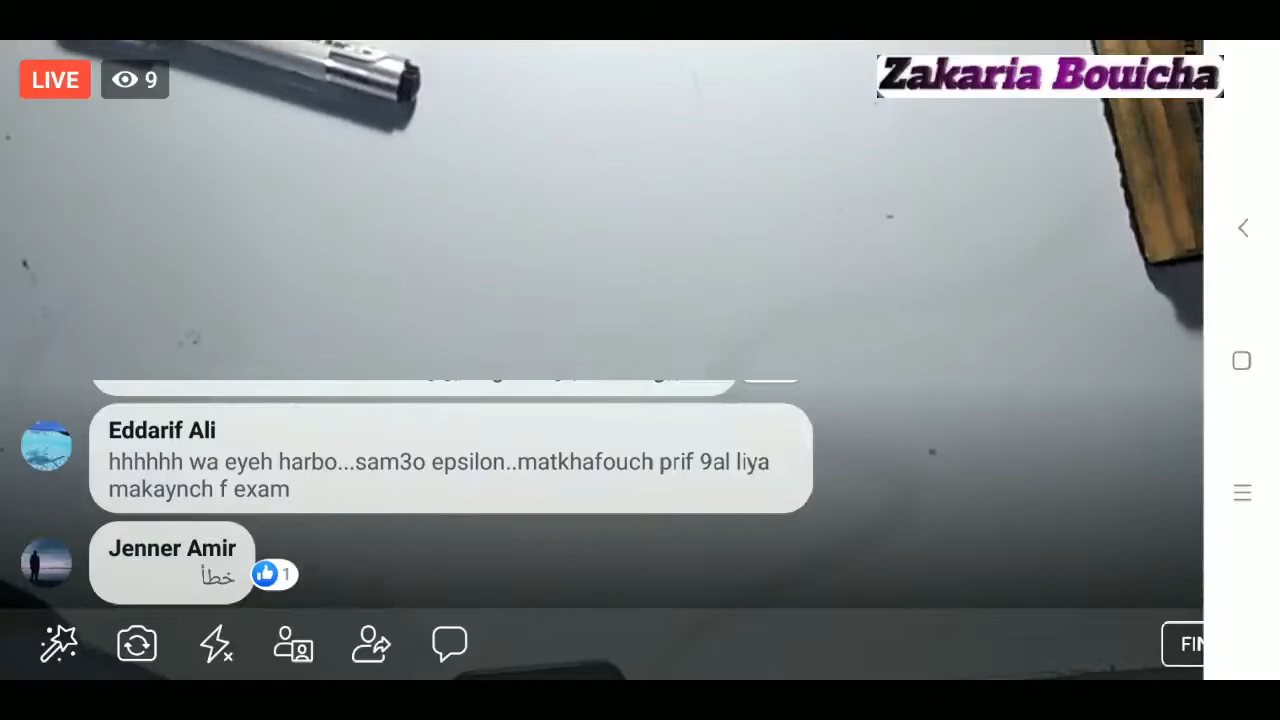 LIVE
9
Zakaria Bouicha
Eddarif Ali
hhhhhh wa eyeh harbo...sam3o epsilon..matkhafouch prif 9al liya
makaynch f exam
Jenner Amir
خطأ
1
FIN